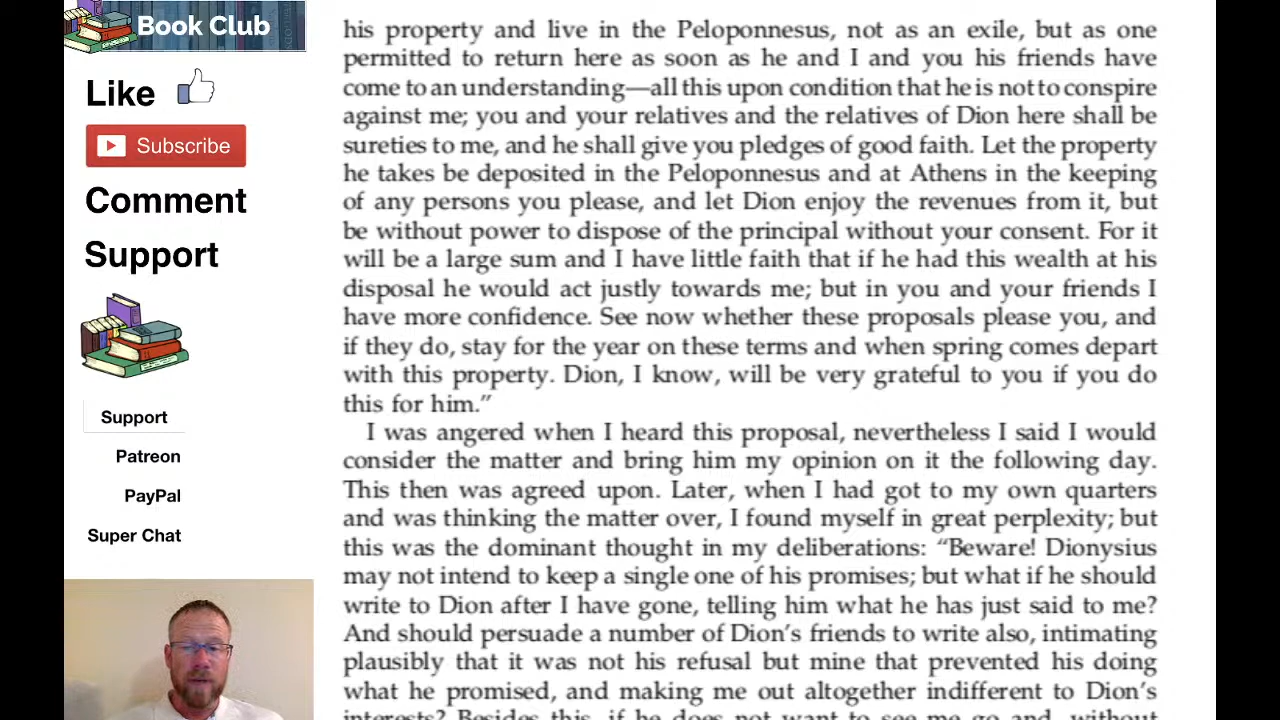 Book Club
Like
Subscribe
Comment
Support
Support
Patreon
PayPal
Super Chat
his property and live in the Peloponnesus, not as an exile, but as one
permitted to return here as soon as he and I and you his friends have
come to an understanding—all this upon condition that he is not to conspire
against me; you and your relatives and the relatives of Dion here shall be
sureties to me, and he shall give you pledges of good faith. Let the property
he takes be deposited in the Peloponnesus and at Athens in the keeping
of any persons you please, and let Dion enjoy the revenues from it, but
be without power to dispose of the principal without your consent. For it
will be a large sum and I have little faith that if he had this wealth at his
disposal he would act justly towards me; but in you and your friends I
have more confidence. See now whether these proposals please you, and
if they do, stay for the year on these terms and when spring comes depart
with this property. Dion, I know, will be very grateful to you if you do
this for him.”
I was angered when I heard this proposal, nevertheless I said I would
consider the matter and bring him my opinion on it the following day.
This then was agreed upon. Later, when I had got to my own quarters
and was thinking the matter over, I found myself in great perplexity; but
this was the dominant thought in my deliberations: “Beware! Dionysius
may not intend to keep a single one of his promises; but what if he should
write to Dion after I have gone, telling him what he has just said to me?
And should persuade a number of Dion’s friends to write also, intimating
plausibly that it was not his refusal but mine that prevented his doing
what he promised, and making me out altogether indifferent to Dion’s
interests? Besides this, if he does not want to see me go and, without